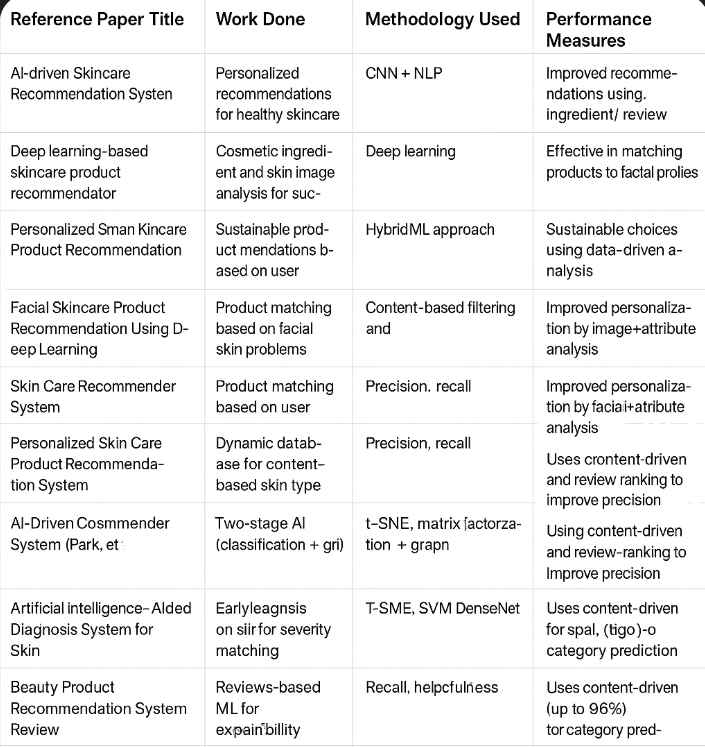 Reference Paper Title
Work Done
Methodology Used
Performance
Measures
AI-driven Skincare
Recommendation Systen
Personalized
recommendations
for healthy skincare
CNN + NLP
Improved recomme-
ndations using.
ingredient/ review
Deep learning-based
skincare product
recommendator
Cosmetic ingredi-
ent and skin image
analysis for suc-
Deep learning
Effective in matching
products to factal prolies
Personalized Sman Kincare
Product Recommendation
Sustainable prod-
uct mendations b-
ased on user
Hybrid ML approach
Sustainable choices
using data-driven a-
nalysis
Facial Skincare Product
Recommendation Using D-
eep Learning
Product matching
based on facial
skin problems
Content-based filtering
and
Improved personaliza-
tion by image+attribute
analysis
Skin Care Recommender
System
Product matching
based on user
Precision. recall
Improved personaliza-
tion by facial+atribute
analysis
Personalized Skin Care
Product Recommenda-
tion System
Dynamic datab-
ase for content-
based skin type
Precision, recall
Uses crontent-driven
and review ranking to
improve precision
AI-Driven Cosmmender
System (Park, et
Two-stage AI
(classification + gri)
t-SNE, matrix factorza-
tion + grapn
Using content-driven
and review-ranking to
Improve precision
Artificial intelligence-Alded
Diagnosis System for
Skin
Earlyleagnsis
on siir for severity
matching
T-SME, SVM DenseNet
Uses content-driven
for spal, (tigo)-o
category prediction
Beauty Product
Recommendation System
Review
Reviews-based
ML for
expainbillity
Recall, helpcfulness
Uses content-driven
(up to 96%)
tor category pred-